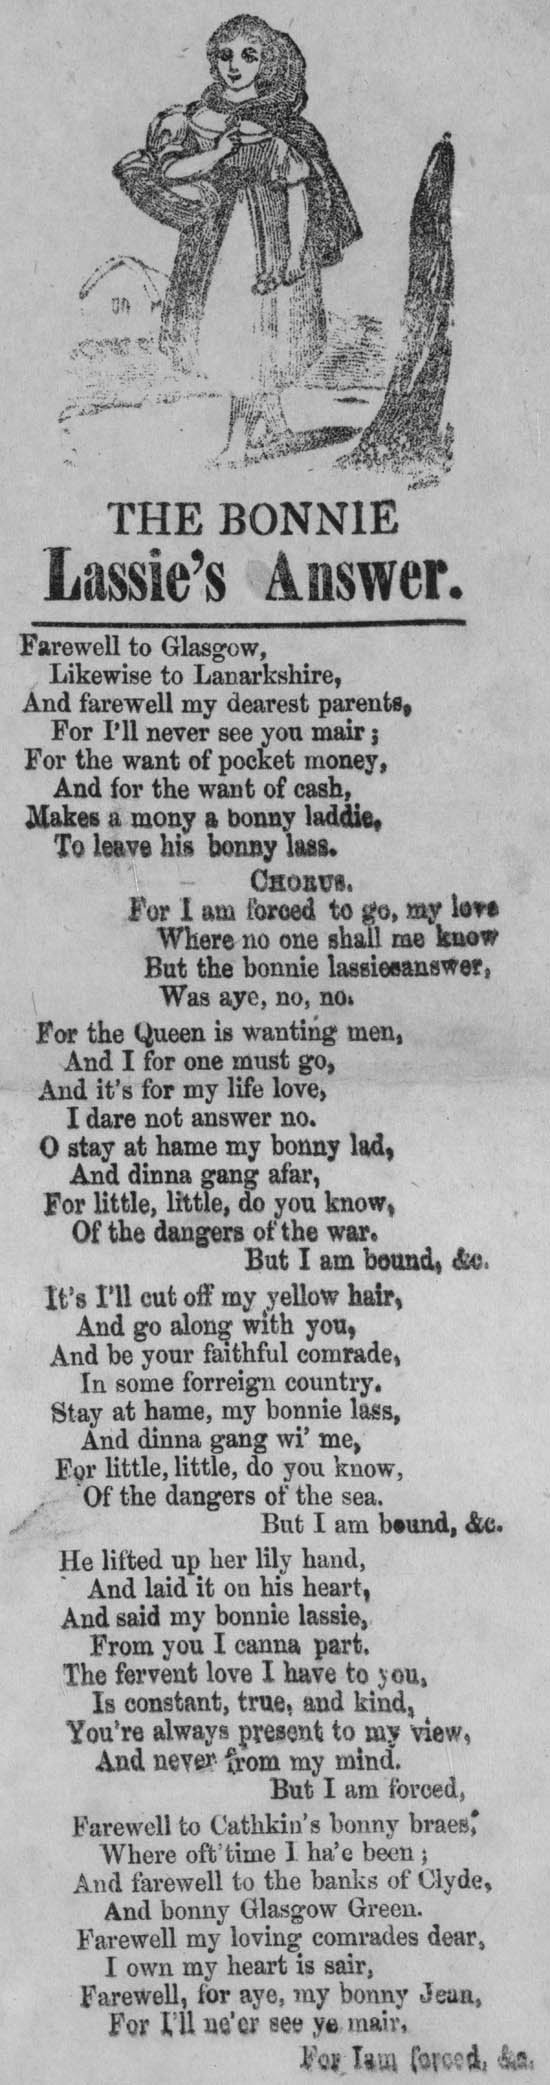 THE BONNIE
Lassie's Answer.
Farewell to Glasgow,
Likewise to Lanarkshire,
And farewell my dearest parents,
For I'll never see you mair;
For the want of pocket money,
And for the want of cash,
Makes a mony a bonny laddie,
To leave his bonny lass.
CHORUS.
For I am forced to go, my love
Where no one shall me know
But the bonnie lassiesanswer,
Was aye, no, no.
For the Queen is wanting men,
And I for one must go,
And it's for my life love,
I dare not answer no.
O stay at hame my bonny lad,
And dinna gang afar,
For little, little, do you know,
Of the dangers of the war.
But I am bound, &c.
It's I'll cut off my yellow hair,
And go along with you,
And be your faithful comrade,
In some forreign country.
Stay at hame, my bonnie lass,
And dinna gang wi' me,
For little, little, do you know,
Of the dangers of the sea.
But I am bound, &c.
He lifted up her lily hand,
And laid it on his heart,
And said my bonnie lassie,
From you I canna part.
The fervent love I have to you,
Is constant, true, and kind,
You're always present to my view,
And never from my mind.
But I am forced,
Farewell to Cathkin's bonny braes,
Where oft'time I ha'e been;
And farewell to the banks of Clyde,
And bonny Glasgow Green.
Farewell my loving comrades dear,
I own my heart is sair,
Farewell, for aye, my bonny Jean,
For I'll ne'er see ye mair,
For Iam forced, &c.